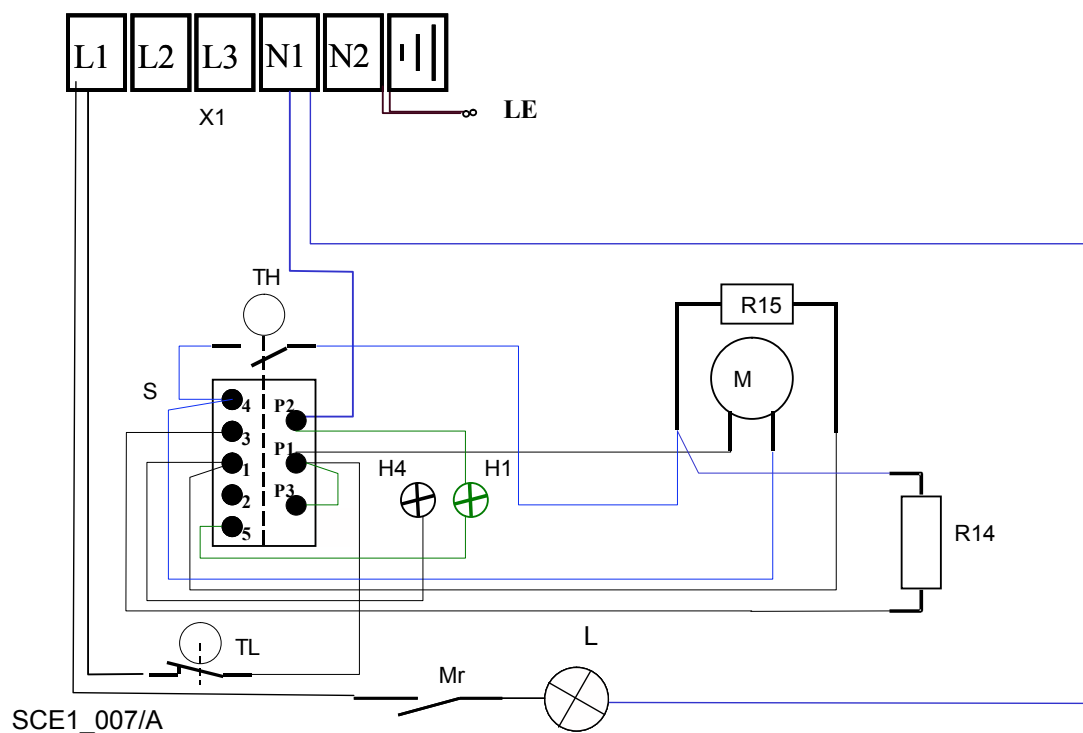 L1 L2 L3 N1 N2
X1
LE
TH
R15
M
S
4 P2
3
P1
1
2 P3
5
H4 H1
R14
TL
L
Mr
SCE1_007/A